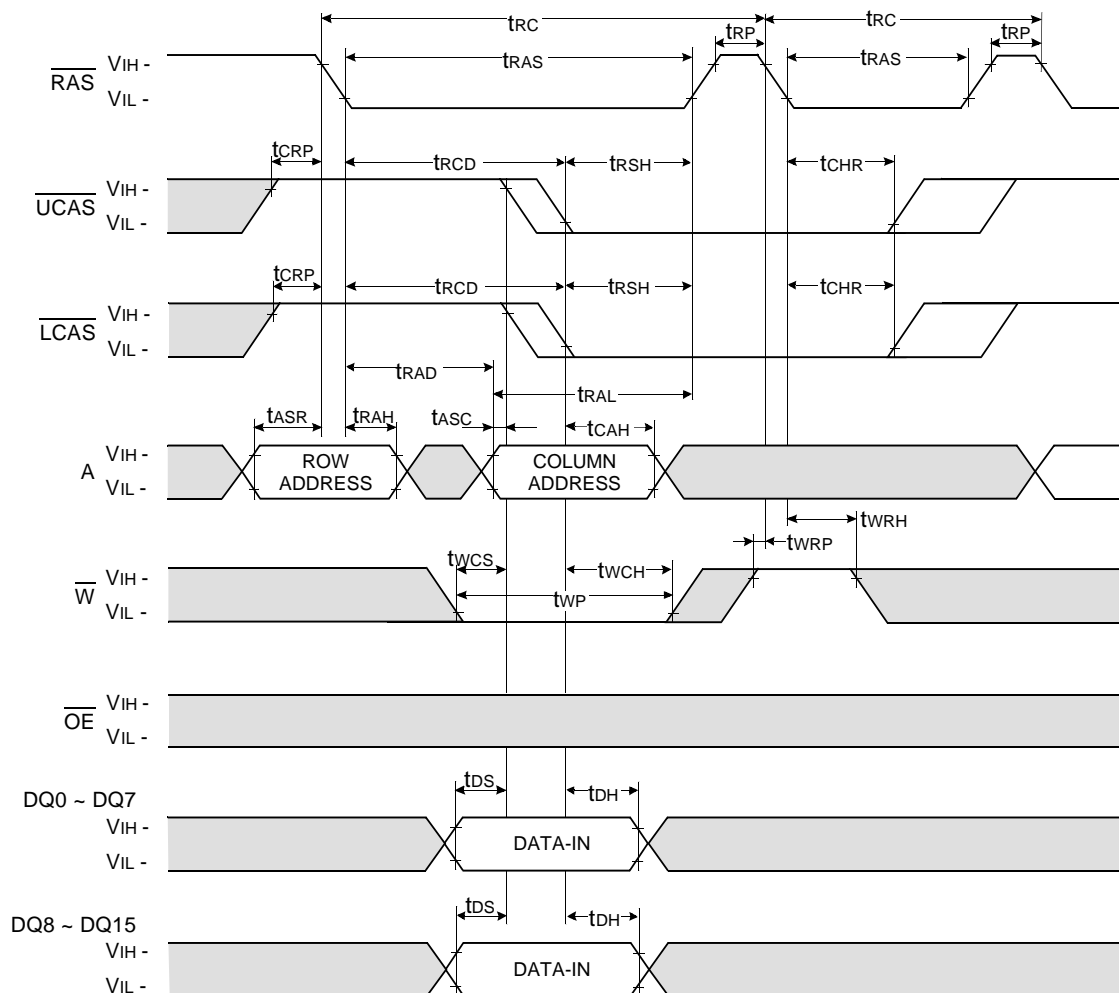 tRC tRC
tRP tRP
VIH -
RAS tRAS tRAS
VIL -
tCRP tRCD tRSH tCHR
VIH -
UCAS
VIL -
tCRP tRCD tRSH tCHR
VIH -
LCAS
VIL -
tRAD
tRAL
tASR tRAH tASC tCAH
VIH -
A ROW ADDRESS COLUMN ADDRESS
VIL -
tWRH
tWRP
tWCS tWCH
VIH -
W tWP
VIL -
VIH -
OE
VIL -
tDS tDH
DQ0 ~ DQ7
VIH -
DATA-IN
VIL -
tDS tDH
DQ8 ~ DQ15
VIH -
DATA-IN
VIL -